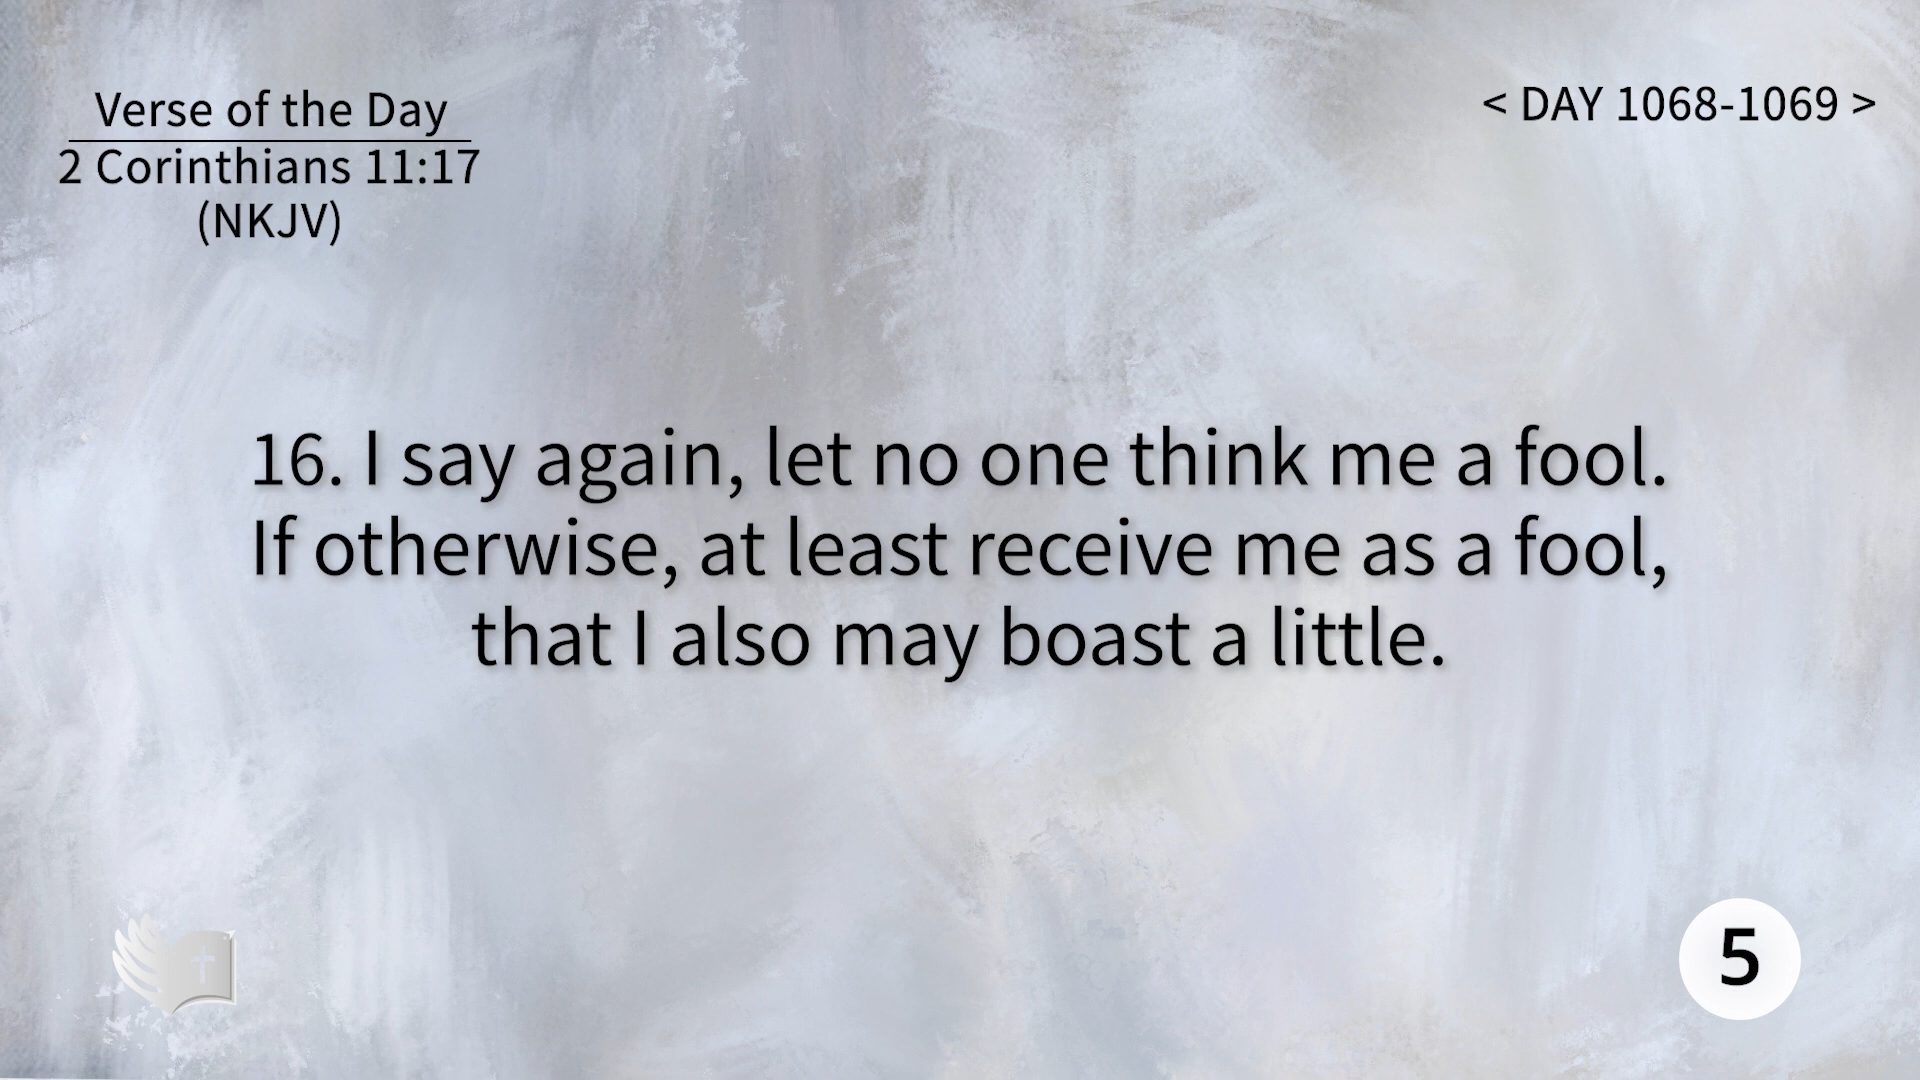 Verse of the Day
2 Corinthians 11:17
(NKJV)
< DAY 1068-1069 >
16. I say again, let no one think me a fool.
If otherwise, at least receive me as a fool,
that I also may boast a little.
5